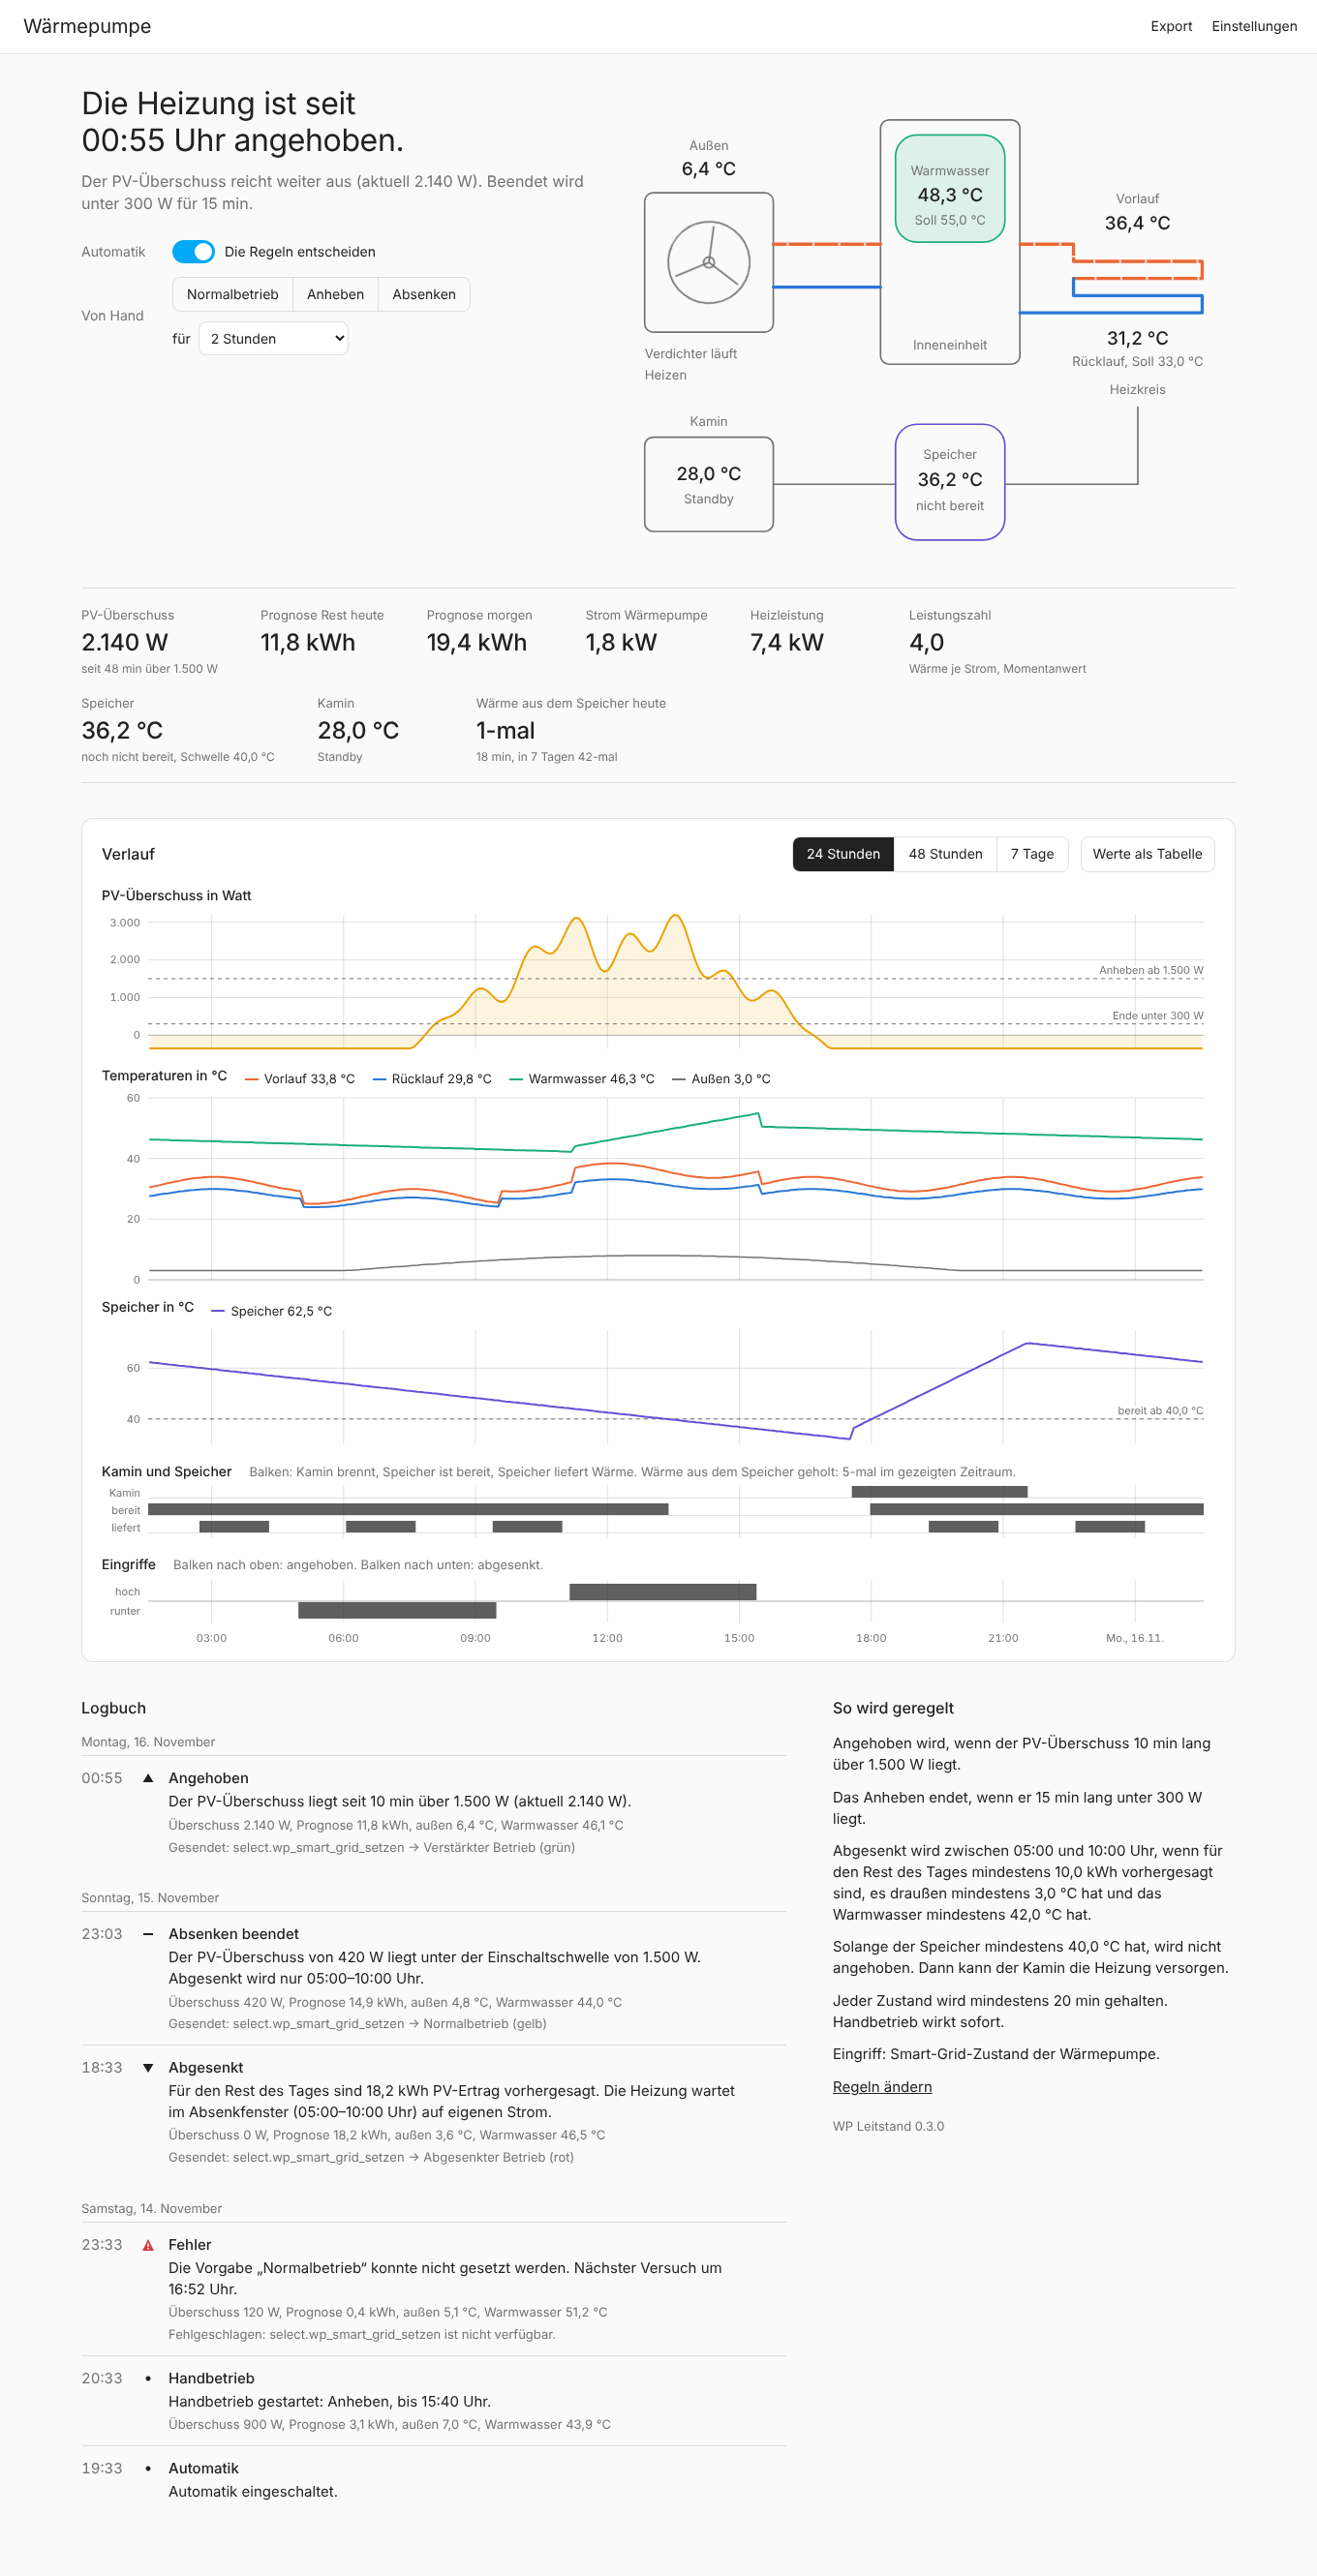 Wärmepumpe
Export
Einstellungen
Die Heizung ist seit
00:55 Uhr angehoben.
Der PV-Überschuss reicht weiter aus (aktuell 2.140 W). Beendet wird
unter 300 W für 15 min.
Automatik
Die Regeln entscheiden
Von Hand
Normalbetrieb
Anheben
Absenken
für
2 Stunden
Außen
6,4 °C
Verdichter läuft
Heizen
Warmwasser
48,3 °C
Soll 55,0 °C
Inneneinheit
Vorlauf
36,4 °C
31,2 °C
Rücklauf, Soll 33,0 °C
Heizkreis
Kamin
28,0 °C
Standby
Speicher
36,2 °C
nicht bereit
PV-Überschuss
2.140 W
seit 48 min über 1.500 W
Prognose Rest heute
11,8 kWh
Prognose morgen
19,4 kWh
Strom Wärmepumpe
1,8 kW
Heizleistung
7,4 kW
Leistungszahl
4,0
Wärme je Strom, Momentanwert
Speicher
36,2 °C
noch nicht bereit, Schwelle 40,0 °C
Kamin
28,0 °C
Standby
Wärme aus dem Speicher heute
1-mal
18 min, in 7 Tagen 42-mal
Verlauf
24 Stunden
48 Stunden
7 Tage
Werte als Tabelle
PV-Überschuss in Watt
3.000
2.000
1.000
0
Anheben ab 1.500 W
Ende unter 300 W
Temperaturen in °C
Vorlauf 33,8 °C
Rücklauf 29,8 °C
Warmwasser 46,3 °C
Außen 3,0 °C
60
40
20
0
Speicher in °C
Speicher 62,5 °C
60
40
bereit ab 40,0 °C
Kamin und Speicher
Balken: Kamin brennt, Speicher ist bereit, Speicher liefert Wärme. Wärme aus dem Speicher geholt: 5-mal im gezeigten Zeitraum.
Kamin
bereit
liefert
Eingriffe
Balken nach oben: angehoben. Balken nach unten: abgesenkt.
hoch
runter
03:00
06:00
09:00
12:00
15:00
18:00
21:00
Mo., 16.11.
Logbuch
Montag, 16. November
00:55
Angehoben
Der PV-Überschuss liegt seit 10 min über 1.500 W (aktuell 2.140 W).
Überschuss 2.140 W, Prognose 11,8 kWh, außen 6,4 °C, Warmwasser 46,1 °C
Gesendet: select.wp_smart_grid_setzen → Verstärkter Betrieb (grün)
Sonntag, 15. November
23:03
Absenken beendet
Der PV-Überschuss von 420 W liegt unter der Einschaltschwelle von 1.500 W.
Abgesenkt wird nur 05:00–10:00 Uhr.
Überschuss 420 W, Prognose 14,9 kWh, außen 4,8 °C, Warmwasser 44,0 °C
Gesendet: select.wp_smart_grid_setzen → Normalbetrieb (gelb)
18:33
Abgesenkt
Für den Rest des Tages sind 18,2 kWh PV-Ertrag vorhergesagt. Die Heizung wartet
im Absenkfenster (05:00–10:00 Uhr) auf eigenen Strom.
Überschuss 0 W, Prognose 18,2 kWh, außen 3,6 °C, Warmwasser 46,5 °C
Gesendet: select.wp_smart_grid_setzen → Abgesenkter Betrieb (rot)
Samstag, 14. November
23:33
Fehler
Die Vorgabe „Normalbetrieb“ konnte nicht gesetzt werden. Nächster Versuch um
16:52 Uhr.
Überschuss 120 W, Prognose 0,4 kWh, außen 5,1 °C, Warmwasser 51,2 °C
Fehlgeschlagen: select.wp_smart_grid_setzen ist nicht verfügbar.
20:33
Handbetrieb
Handbetrieb gestartet: Anheben, bis 15:40 Uhr.
Überschuss 900 W, Prognose 3,1 kWh, außen 7,0 °C, Warmwasser 43,9 °C
19:33
Automatik
Automatik eingeschaltet.
So wird geregelt
Angehoben wird, wenn der PV-Überschuss 10 min lang
über 1.500 W liegt.
Das Anheben endet, wenn er 15 min lang unter 300 W
liegt.
Abgesenkt wird zwischen 05:00 und 10:00 Uhr, wenn für
den Rest des Tages mindestens 10,0 kWh vorhergesagt
sind, es draußen mindestens 3,0 °C hat und das
Warmwasser mindestens 42,0 °C hat.
Solange der Speicher mindestens 40,0 °C hat, wird nicht
angehoben. Dann kann der Kamin die Heizung versorgen.
Jeder Zustand wird mindestens 20 min gehalten.
Handbetrieb wirkt sofort.
Eingriff: Smart-Grid-Zustand der Wärmepumpe.
Regeln ändern
WP Leitstand 0.3.0